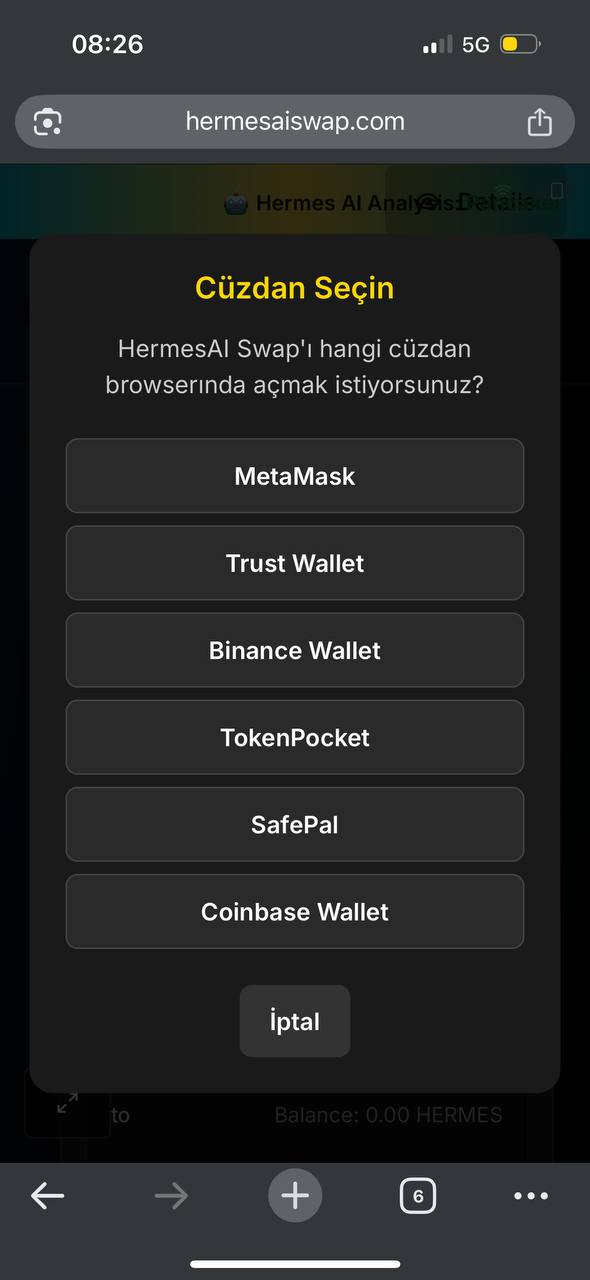 08:26
5G
hermesaiswap.com
🤖 Hermes AI Analysis: Details
Cüzdan Seçin
HermesAI Swap'ı hangi cüzdan
browserında açmak istiyorsunuz?
MetaMask
Trust Wallet
Binance Wallet
TokenPocket
SafePal
Coinbase Wallet
İptal
to
Balance: 0.00 HERMES
6